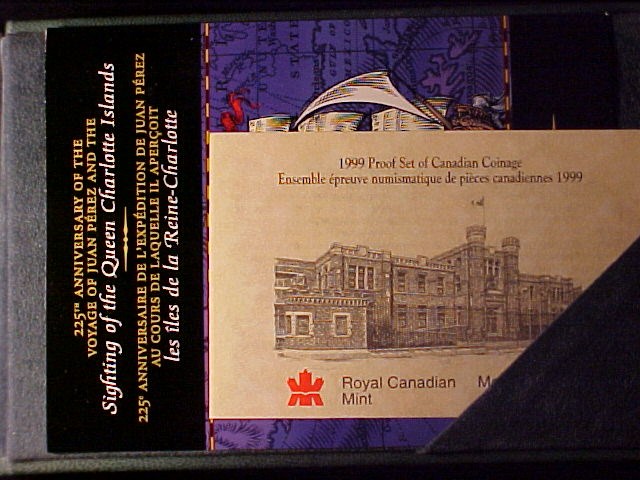 225TH ANNIVERSARY OF THE
VOYAGE OF JUAN PÉREZ AND THE
Sighting of the Queen Charlotte Islands
225e ANNIVERSAIRE DE L'EXPÉDITION DE JUAN PÉREZ
AU COURS DE LAQUELLE IL APERÇOIT
les îles de la Reine-Charlotte
1999 Proof Set of Canadian Coinage
Ensemble épreuve numismatique de pièces canadiennes 1999
Royal Canadian
Mint